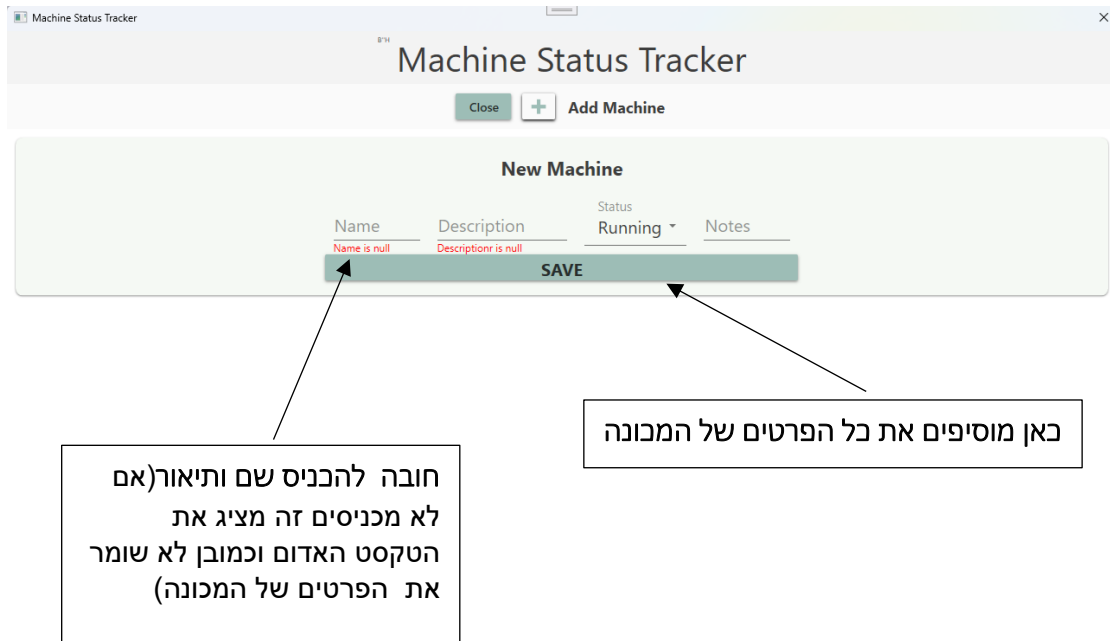 Machine Status Tracker
בס"ד
Machine Status Tracker
Close + Add Machine
New Machine
Status
Name Description Running Notes
Name is null Descriptionr is null
SAVE
כאן מוסיפים את כל הפרטים של המכונה
חובה להכניס שם ותיאור(אם
לא מכניסים זה מציג את
הטקסט האדום וכמובן לא שומר
את הפרטים של המכונה)